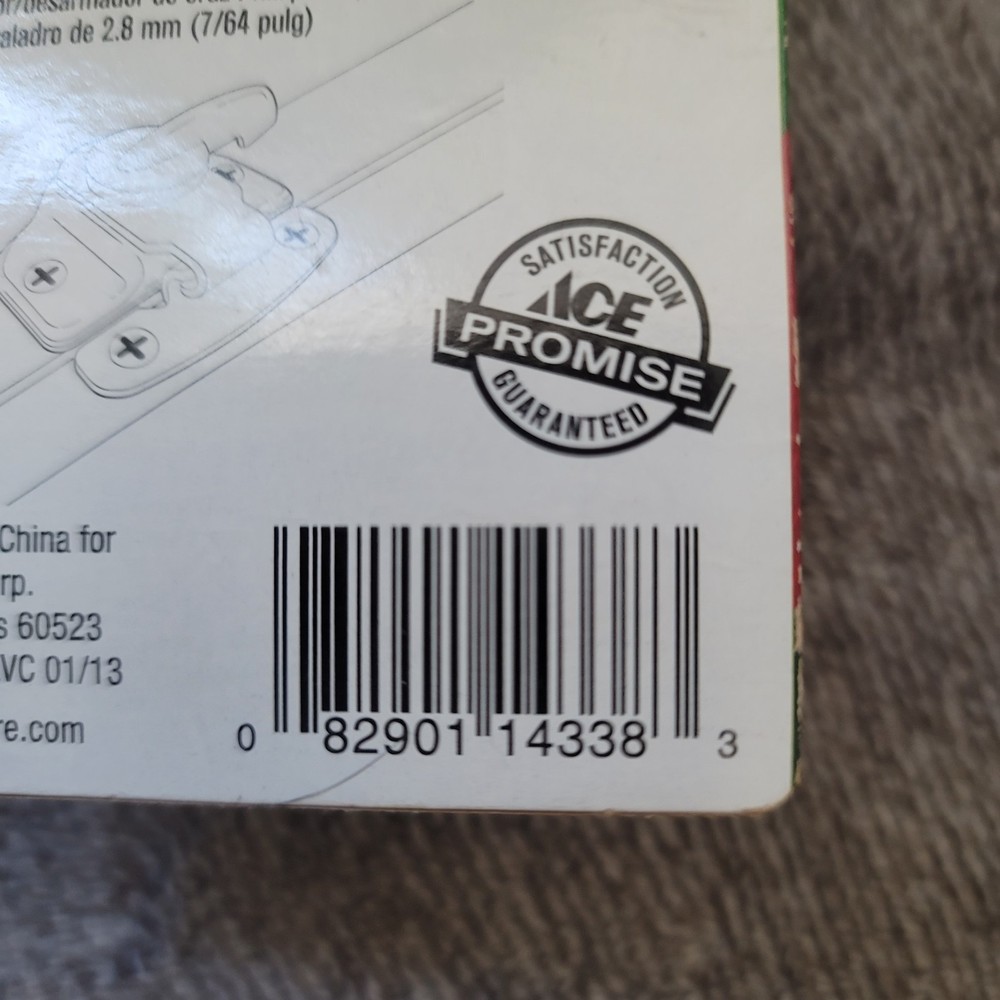 aladro de 2.8 mm (7/64 pulg)
SATISFACTION
ACE
PROMISE
GUARANTEED
China for
rp.
s 60523
VC 01/13
re.com
0 82901 14338 3